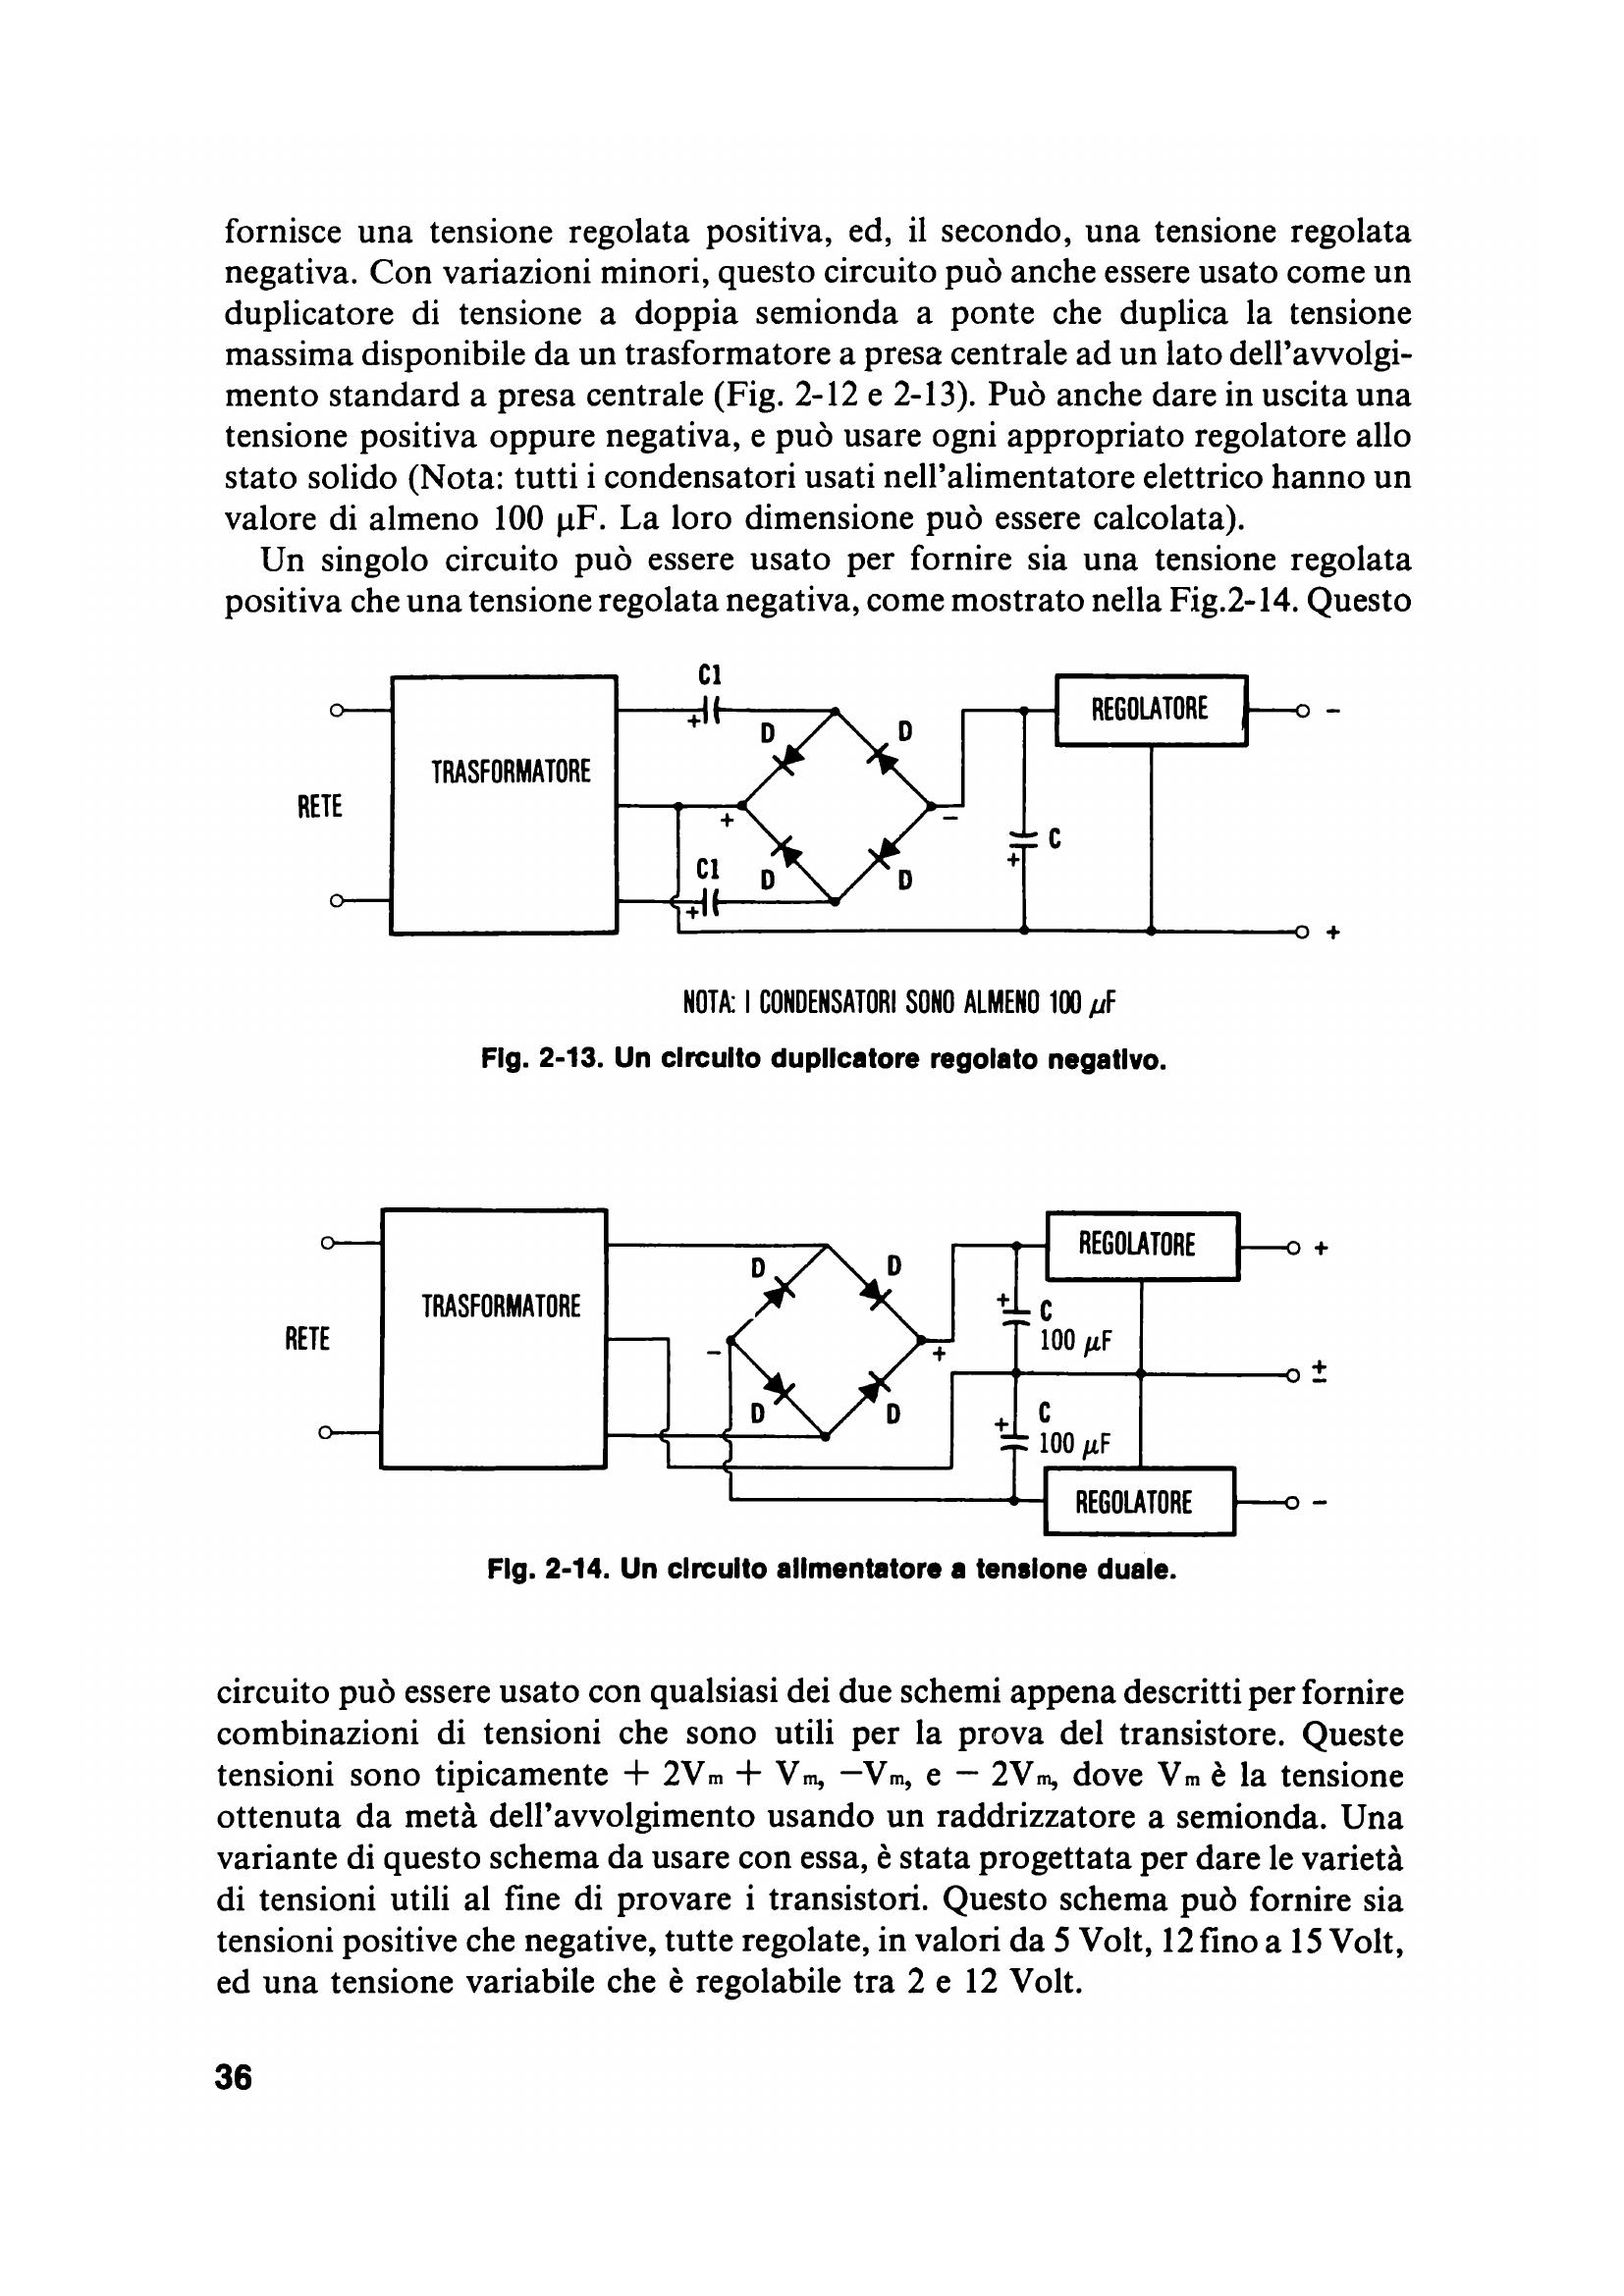 fornisce una tensione regolata positiva, ed, il secondo, una tensione regolata
negativa. Con variazioni minori, questo circuito può anche essere usato come un
duplicatore di tensione a doppia semionda a ponte che duplica la tensione
massima disponibile da un trasformatore a presa centrale ad un lato dell'avvolgi-
mento standard a presa centrale (Fig. 2-12 e 2-13). Può anche dare in uscita una
tensione positiva oppure negativa, e può usare ogni appropriato regolatore allo
stato solido (Nota: tutti i condensatori usati nell'alimentatore elettrico hanno un
valore di almeno 100 µF. La loro dimensione può essere calcolata).
Un singolo circuito può essere usato per fornire sia una tensione regolata
positiva che una tensione regolata negativa, come mostrato nella Fig.2-14. Questo
C1
REGOLATORE
+
D
D
−
TRASFORMATORE
RETE
+
−
C
+
C1
D
D
+
+
NOTA: I CONDENSATORI SONO ALMENO 100 µF
Fig. 2-13. Un circuito duplicatore regolato negativo.
REGOLATORE
+
D
D
TRASFORMATORE
+
C
RETE
100 µF
−
+
±
D
D
+
C
100 µF
REGOLATORE
−
Fig. 2-14. Un circuito alimentatore a tensione duale.
circuito può essere usato con qualsiasi dei due schemi appena descritti per fornire
combinazioni di tensioni che sono utili per la prova del transistore. Queste
tensioni sono tipicamente + 2Vm + Vm, −Vm, e − 2Vm, dove Vm è la tensione
ottenuta da metà dell'avvolgimento usando un raddrizzatore a semionda. Una
variante di questo schema da usare con essa, è stata progettata per dare le varietà
di tensioni utili al fine di provare i transistori. Questo schema può fornire sia
tensioni positive che negative, tutte regolate, in valori da 5 Volt, 12 fino a 15 Volt,
ed una tensione variabile che è regolabile tra 2 e 12 Volt.
36